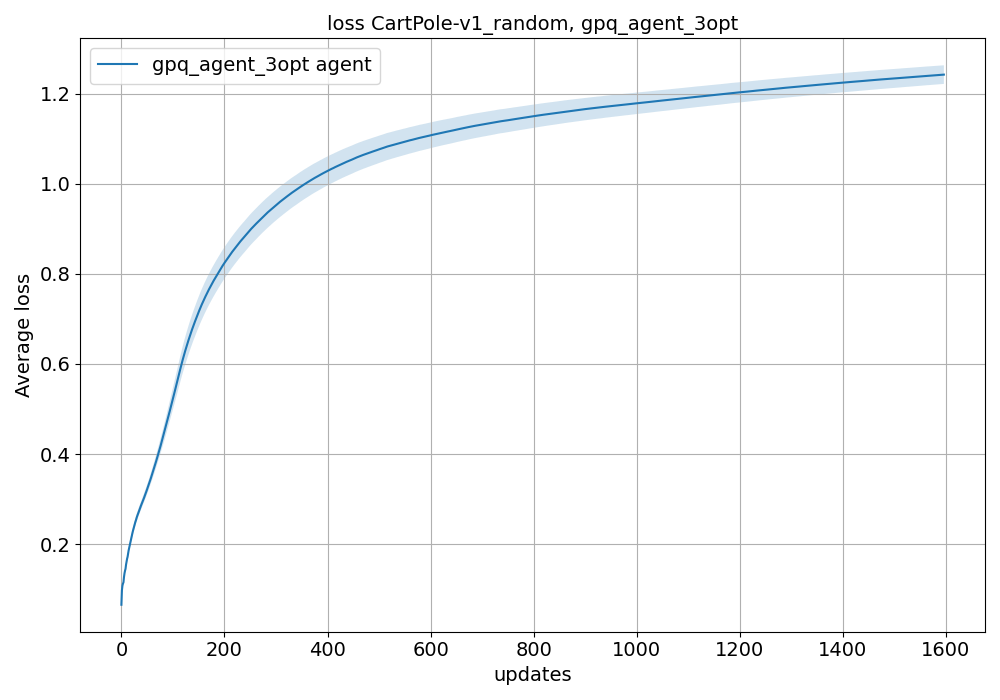 loss CartPole-v1_random, gpq_agent_3opt
gpq_agent_3opt agent
1.2
1.0
0.8
0.6
0.4
0.2
Average loss
0 200 400 600 800 1000 1200 1400 1600
updates